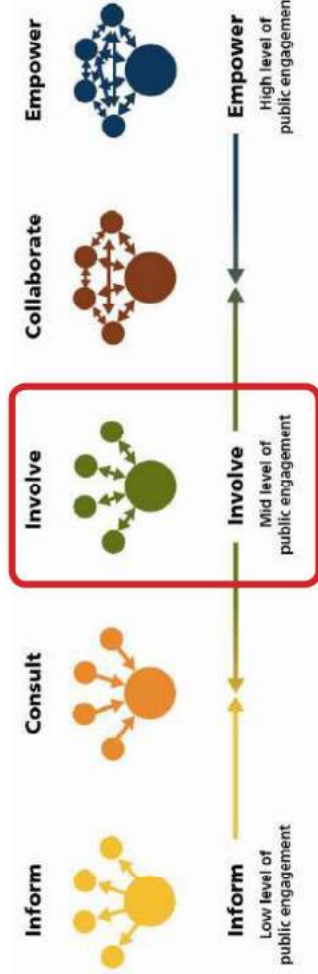 Inform
Consult
Involve
Collaborate
Empower
Inform
Low level of
public engagement
Involve
Mid level of
public engagement
Empower
High level of
public engagement